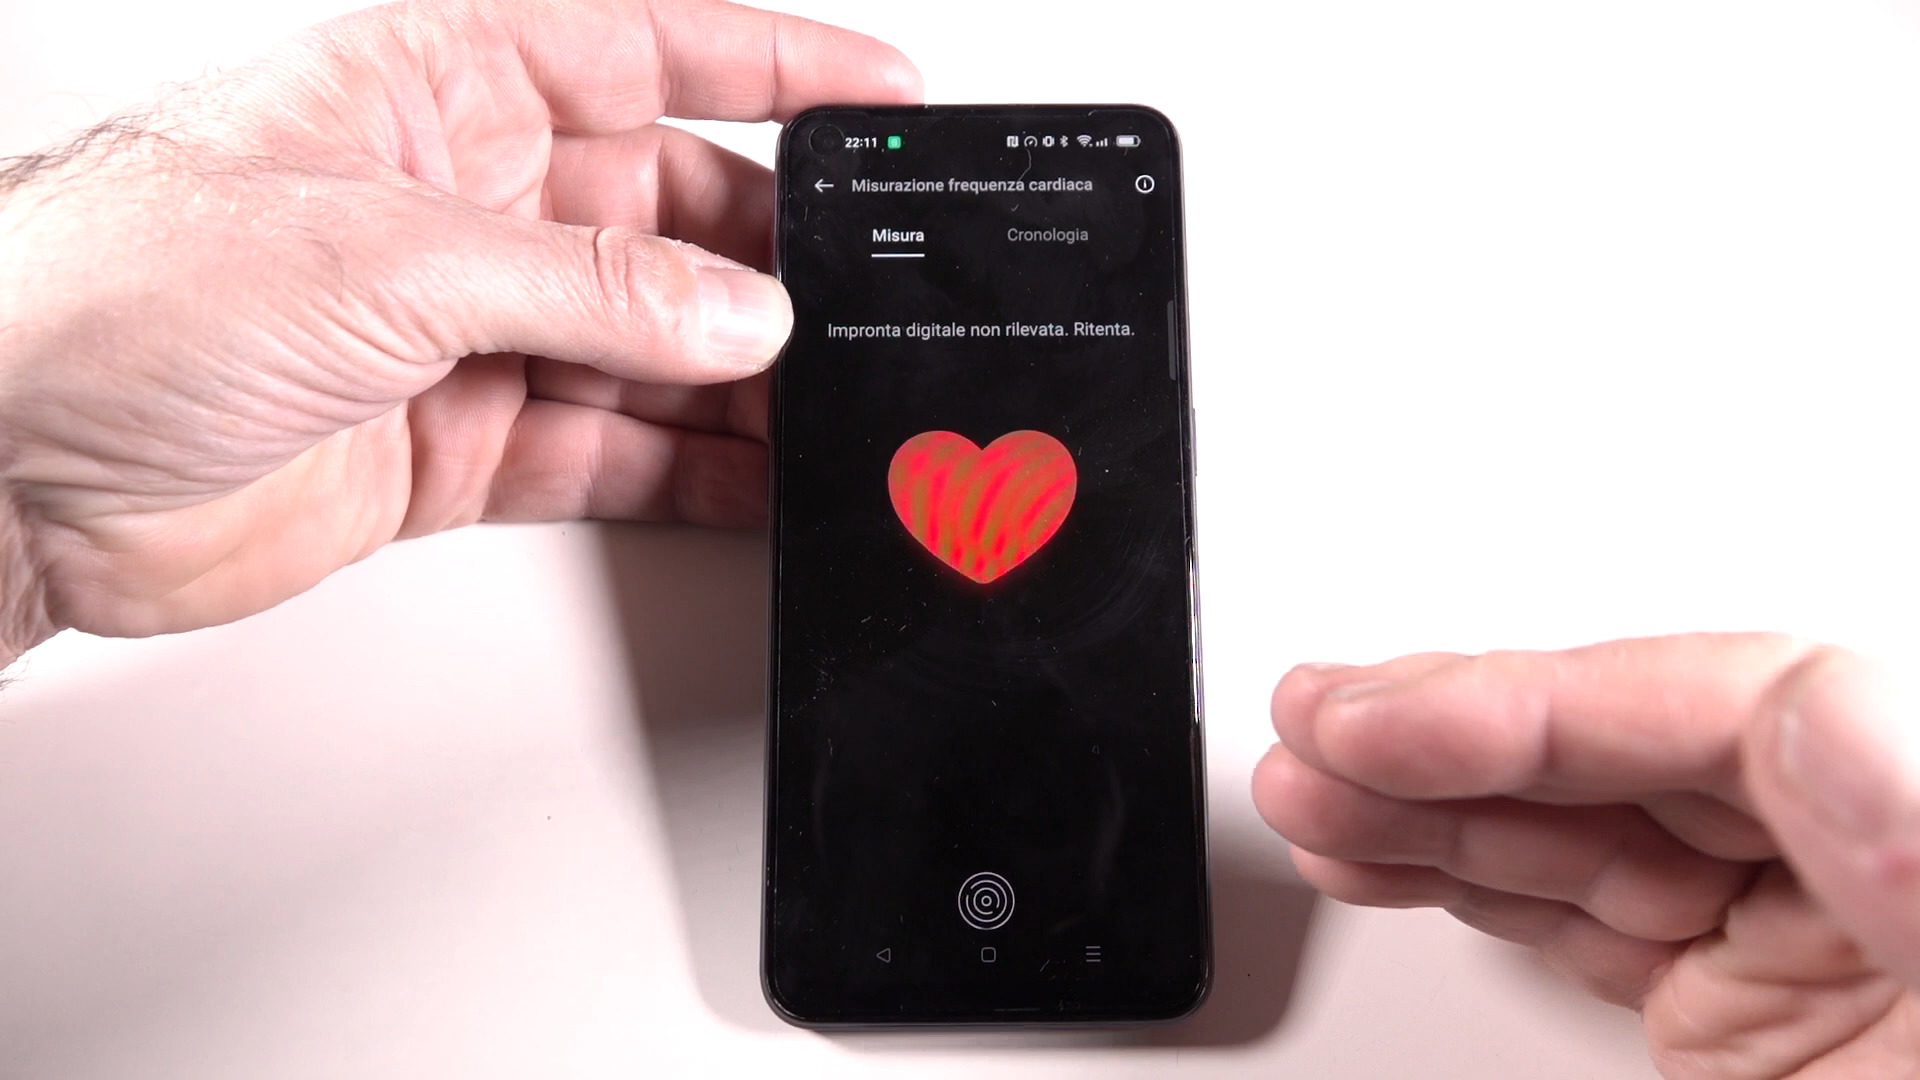 22:11
Misurazione frequenza cardiaca
Misura Cronologia
Impronta digitale non rilevata. Ritenta.